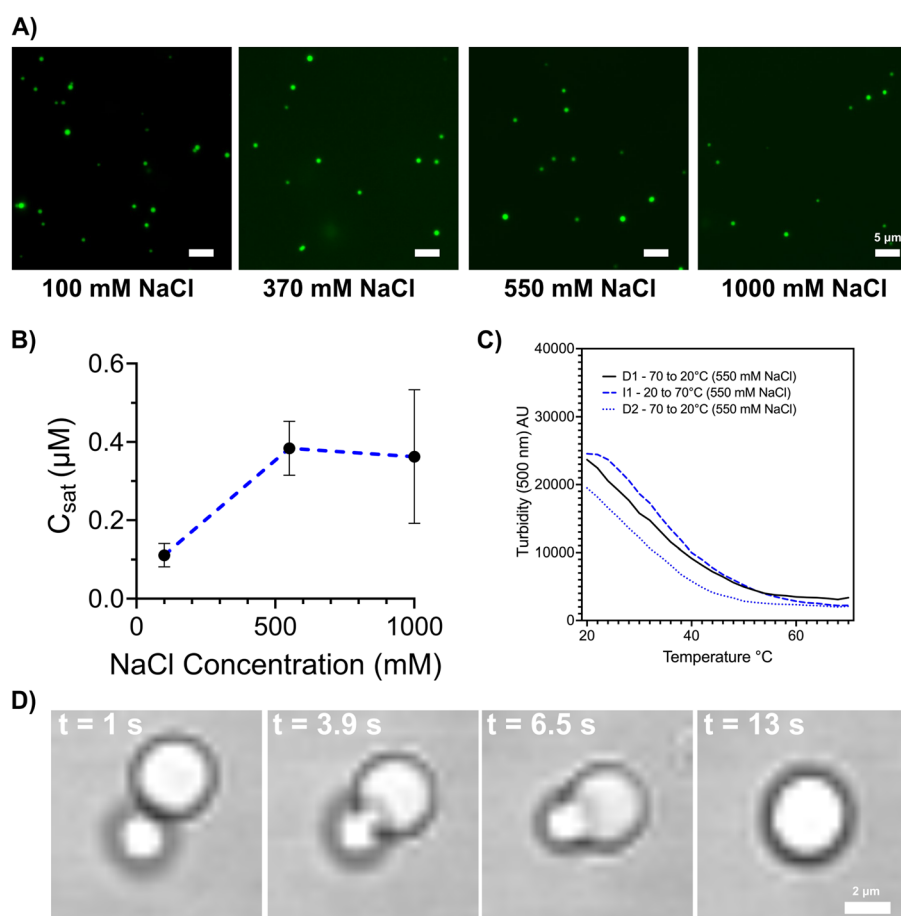 A)
5 µm
100 mM NaCl
370 mM NaCl
550 mM NaCl
1000 mM NaCl
B)
0.6
0.4
0.2
0.0
Csat (µM)
0
500
1000
NaCl Concentration (mM)
C)
40000
30000
20000
10000
0
Turbidity (500 nm) AU
D1 - 70 to 20°C (550 mM NaCl)
I1 - 20 to 70°C (550 mM NaCl)
D2 - 70 to 20°C (550 mM NaCl)
20
40
60
Temperature °C
D)
t = 1 s
t = 3.9 s
t = 6.5 s
t = 13 s
2 µm